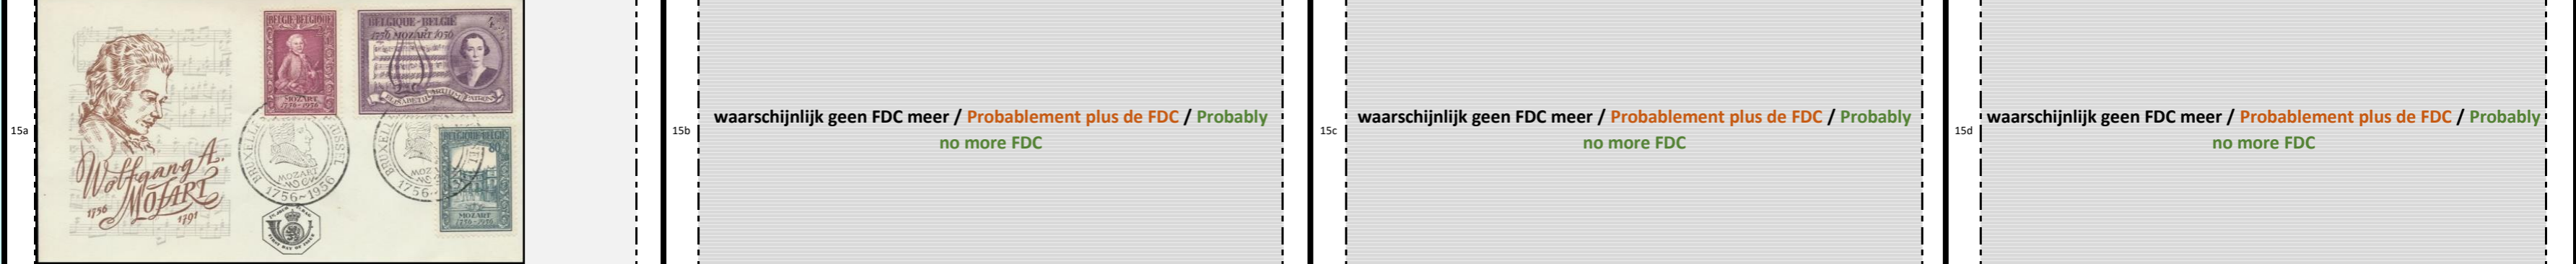 15a
Wolfgang A.
MOZART
1756
1791
BELGIE-BELGIQUE
MOZART
1756-1956
BELGIQUE-BELGIË
1756 MOZART 1956
BELGIQUE-BELGIE
MOZART
1756-1956
MOZART
1756~1956
15b
waarschijnlijk geen FDC meer / Probablement plus de FDC / Probably
no more FDC
15c
waarschijnlijk geen FDC meer / Probablement plus de FDC / Probably
no more FDC
15d
waarschijnlijk geen FDC meer / Probablement plus de FDC / Probably
no more FDC